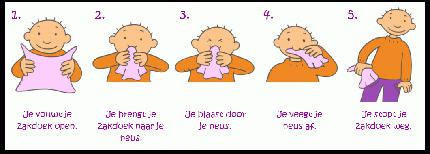 1.
Je vouwt je
zakdoek open.
2.
Je brengt je
zakdoek naar je
neus.
3.
Je blaast door
je neus.
4.
Je veegt je
neus af.
5.
Je stopt je
zakdoek weg.